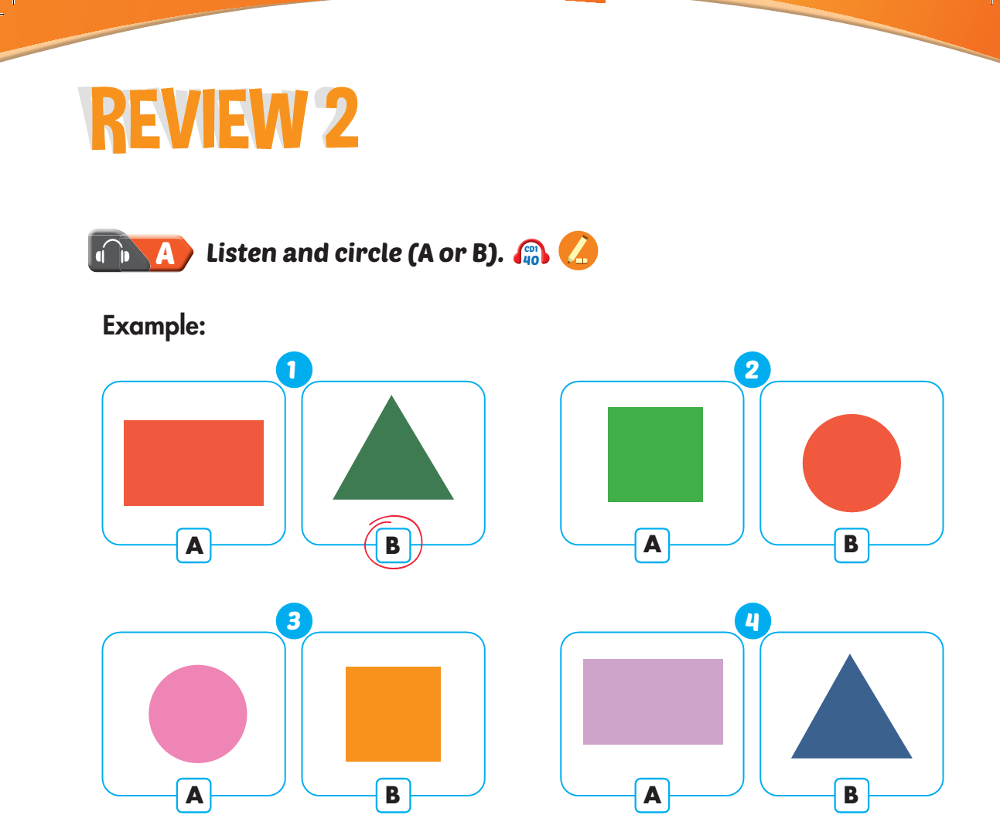 REVIEW 2
A Listen and circle (A or B). CD1 40
Example:
1 2
A B A B
3 4
A B A B